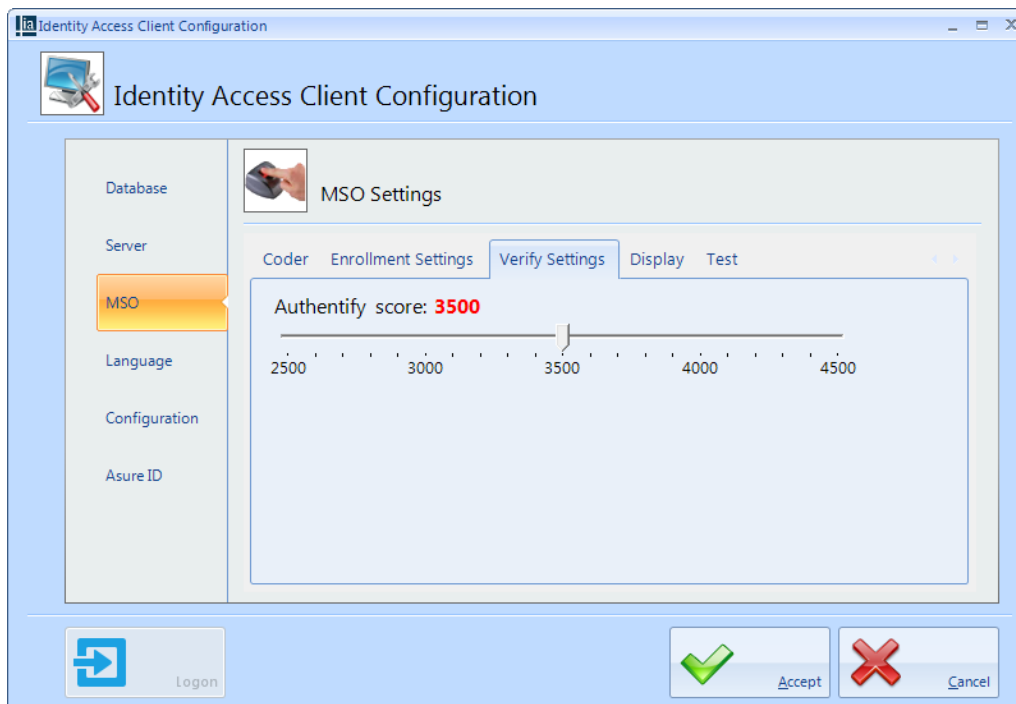 ia Identity Access Client Configuration
Identity Access Client Configuration
Database
Server
MSO
Language
Configuration
Asure ID
MSO Settings
Coder Enrollment Settings Verify Settings Display Test
Authentify score: 3500
2500 3000 3500 4000 4500
Logon Accept Cancel